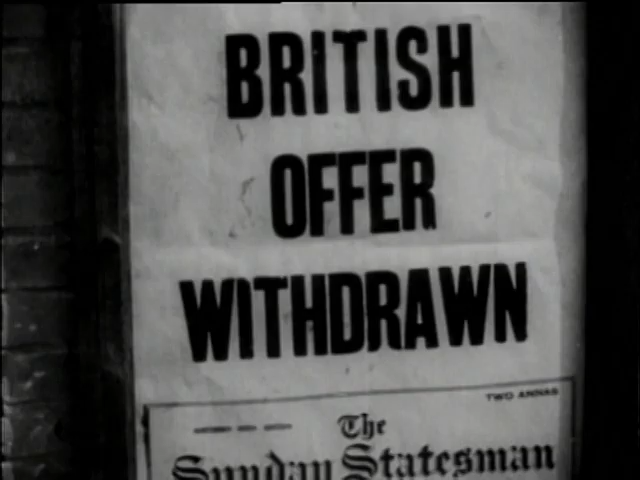 BRITISH
OFFER
WITHDRAWN
TWO ANNAS
The
Sunday Statesman